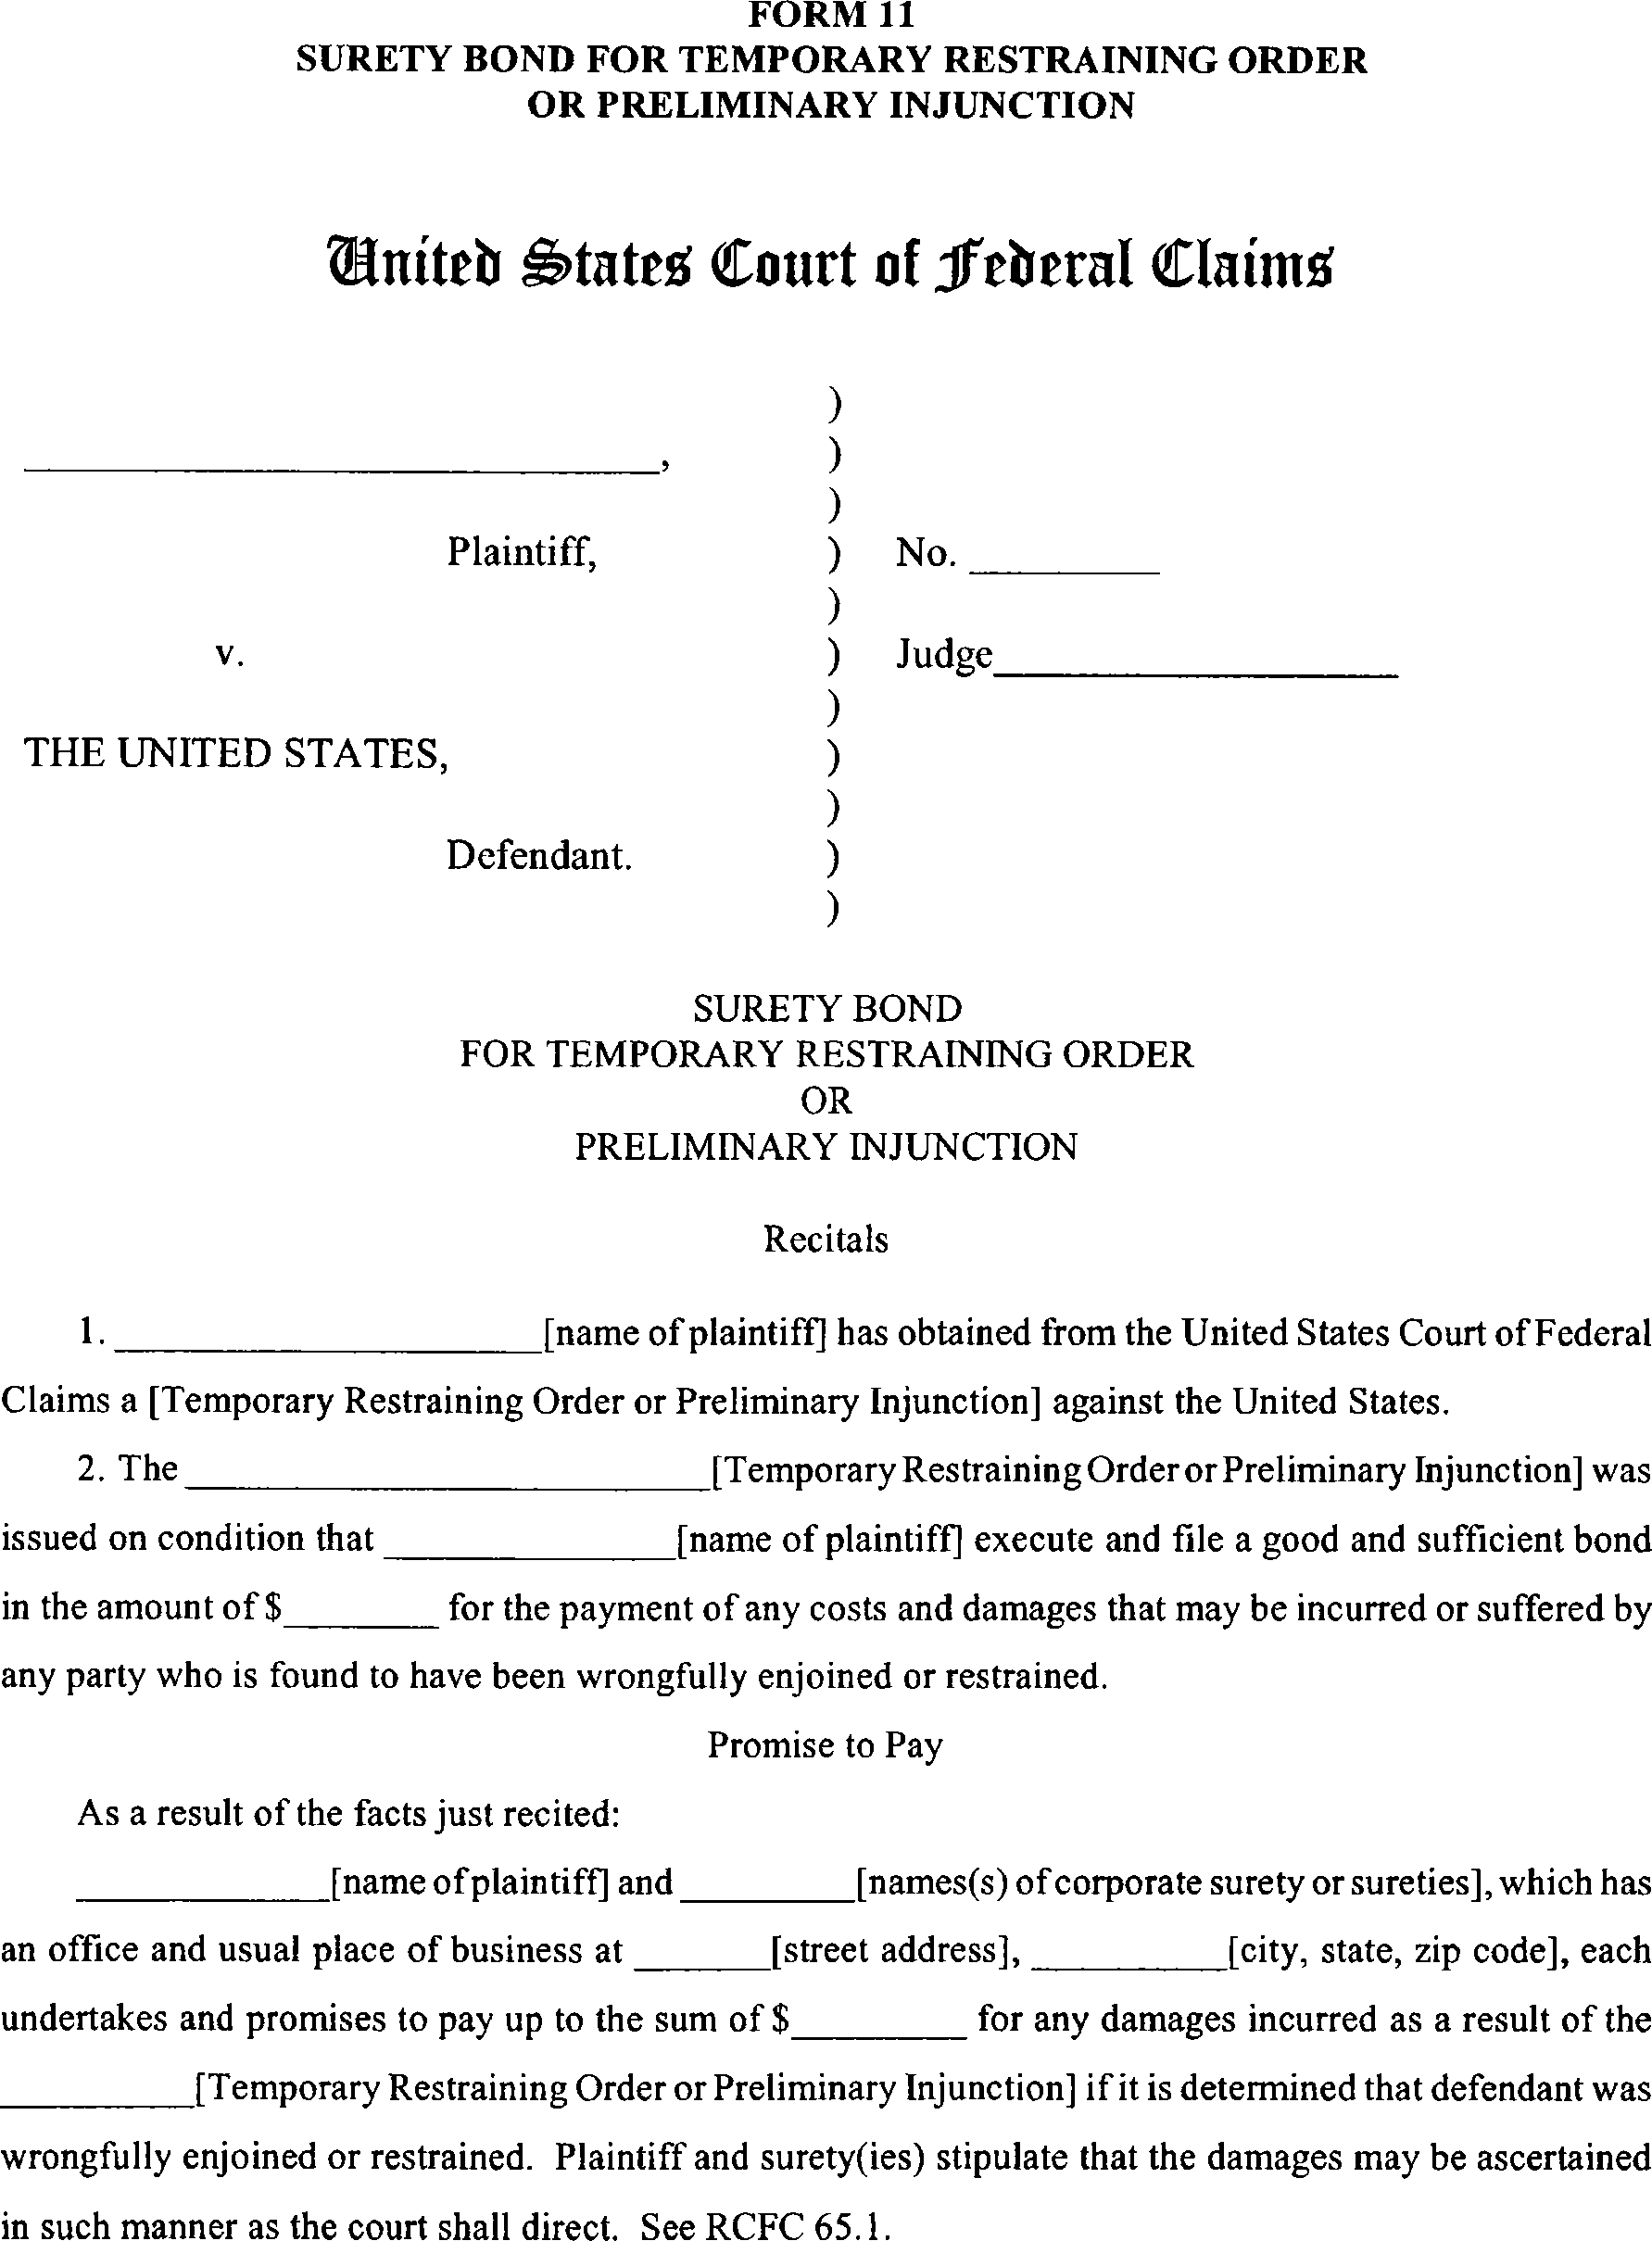 FORM 11
SURETY BOND FOR TEMPORARY RESTRAINING ORDER
OR PRELIMINARY INJUNCTION
United States Court of Federal Claims
)
____________________, )
)
Plaintiff, ) No. ________
)
v. ) Judge________________
)
THE UNITED STATES, )
)
Defendant. )
)
SURETY BOND
FOR TEMPORARY RESTRAINING ORDER
OR
PRELIMINARY INJUNCTION
Recitals
1. ________________[name of plaintiff] has obtained from the United States Court of Federal
Claims a [Temporary Restraining Order or Preliminary Injunction] against the United States.
2. The ____________________[Temporary Restraining Order or Preliminary Injunction] was
issued on condition that ___________[name of plaintiff] execute and file a good and sufficient bond
in the amount of $______ for the payment of any costs and damages that may be incurred or suffered by
any party who is found to have been wrongfully enjoined or restrained.
Promise to Pay
As a result of the facts just recited:
__________[name of plaintiff] and _______[names(s) of corporate surety or sureties], which has
an office and usual place of business at _____[street address], ________[city, state, zip code], each
undertakes and promises to pay up to the sum of $_______ for any damages incurred as a result of the
________[Temporary Restraining Order or Preliminary Injunction] if it is determined that defendant was
wrongfully enjoined or restrained. Plaintiff and surety(ies) stipulate that the damages may be ascertained
in such manner as the court shall direct. See RCFC 65.1.